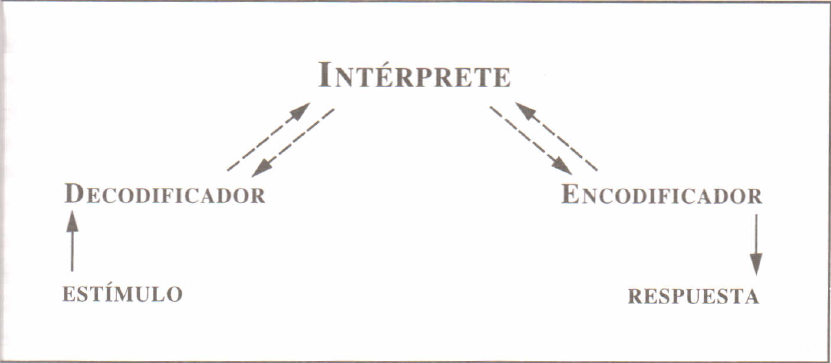 INTÉRPRETE
DECODIFICADOR ENCODIFICADOR
ESTÍMULO RESPUESTA